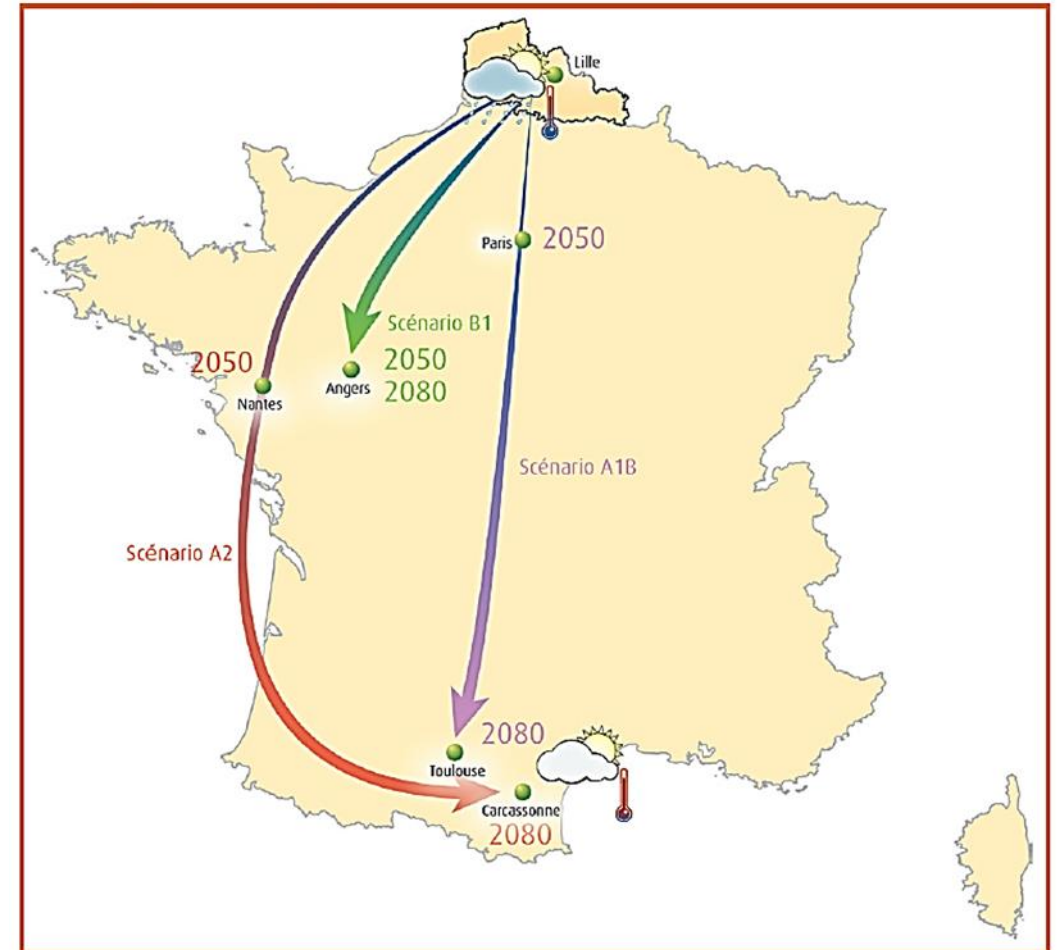 Lille
Paris
2050
Scénario B1
2050
Nantes
Angers
2050
2080
Scénario A1B
Scénario A2
2080
Toulouse
Carcassonne
2080